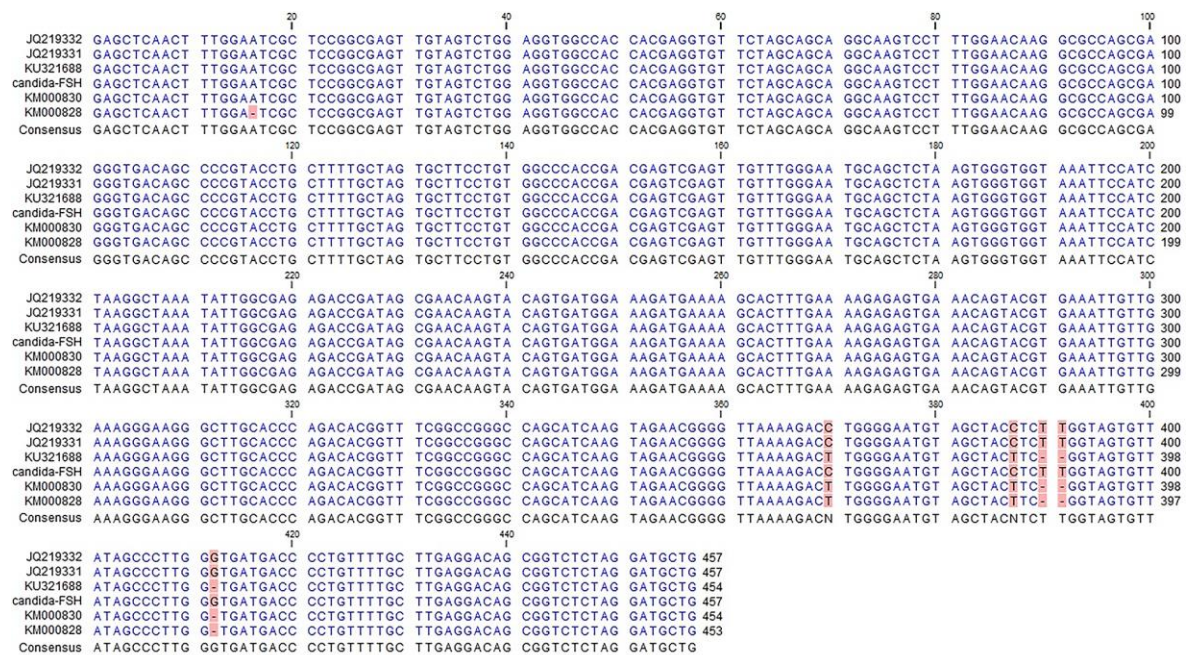 20 40 60 80 100
JQ219332 GAGCTCAACT TTGGAATCGC TCCGGCGAGT TGTAGTCTGG AGGTGGCCAC CACGAGGTGT TCTAGCAGCA GGCAAGTCCT TTGGAACAAG GCGCCAGCGA 100
JQ219331 GAGCTCAACT TTGGAATCGC TCCGGCGAGT TGTAGTCTGG AGGTGGCCAC CACGAGGTGT TCTAGCAGCA GGCAAGTCCT TTGGAACAAG GCGCCAGCGA 100
KU321688 GAGCTCAACT TTGGAATCGC TCCGGCGAGT TGTAGTCTGG AGGTGGCCAC CACGAGGTGT TCTAGCAGCA GGCAAGTCCT TTGGAACAAG GCGCCAGCGA 100
candida-FSH GAGCTCAACT TTGGAATCGC TCCGGCGAGT TGTAGTCTGG AGGTGGCCAC CACGAGGTGT TCTAGCAGCA GGCAAGTCCT TTGGAACAAG GCGCCAGCGA 100
KM000830 GAGCTCAACT TTGGAATCGC TCCGGCGAGT TGTAGTCTGG AGGTGGCCAC CACGAGGTGT TCTAGCAGCA GGCAAGTCCT TTGGAACAAG GCGCCAGCGA 100
KM000828 GAGCTCAACT TTGGA-TCGC TCCGGCGAGT TGTAGTCTGG AGGTGGCCAC CACGAGGTGT TCTAGCAGCA GGCAAGTCCT TTGGAACAAG GCGCCAGCGA 99
Consensus GAGCTCAACT TTGGAATCGC TCCGGCGAGT TGTAGTCTGG AGGTGGCCAC CACGAGGTGT TCTAGCAGCA GGCAAGTCCT TTGGAACAAG GCGCCAGCGA
120 140 160 180 200
JQ219332 GGGTGACAGC CCCGTACCTG CTTTTGCTAG TGCTTCCTGT GGCCCACCGA CGAGTCGAGT TGTTTGGGAA TGCAGCTCTA AGTGGGTGGT AAATTCCATC 200
JQ219331 GGGTGACAGC CCCGTACCTG CTTTTGCTAG TGCTTCCTGT GGCCCACCGA CGAGTCGAGT TGTTTGGGAA TGCAGCTCTA AGTGGGTGGT AAATTCCATC 200
KU321688 GGGTGACAGC CCCGTACCTG CTTTTGCTAG TGCTTCCTGT GGCCCACCGA CGAGTCGAGT TGTTTGGGAA TGCAGCTCTA AGTGGGTGGT AAATTCCATC 200
candida-FSH GGGTGACAGC CCCGTACCTG CTTTTGCTAG TGCTTCCTGT GGCCCACCGA CGAGTCGAGT TGTTTGGGAA TGCAGCTCTA AGTGGGTGGT AAATTCCATC 200
KM000830 GGGTGACAGC CCCGTACCTG CTTTTGCTAG TGCTTCCTGT GGCCCACCGA CGAGTCGAGT TGTTTGGGAA TGCAGCTCTA AGTGGGTGGT AAATTCCATC 200
KM000828 GGGTGACAGC CCCGTACCTG CTTTTGCTAG TGCTTCCTGT GGCCCACCGA CGAGTCGAGT TGTTTGGGAA TGCAGCTCTA AGTGGGTGGT AAATTCCATC 199
Consensus GGGTGACAGC CCCGTACCTG CTTTTGCTAG TGCTTCCTGT GGCCCACCGA CGAGTCGAGT TGTTTGGGAA TGCAGCTCTA AGTGGGTGGT AAATTCCATC
220 240 260 280 300
JQ219332 TAAGGCTAAA TATTGGCGAG AGACCGATAG CGAACAAGTA CAGTGATGGA AAGATGAAAA GCACTTTGAA AAGAGAGTGA AACAGTACGT GAAATTGTTG 300
JQ219331 TAAGGCTAAA TATTGGCGAG AGACCGATAG CGAACAAGTA CAGTGATGGA AAGATGAAAA GCACTTTGAA AAGAGAGTGA AACAGTACGT GAAATTGTTG 300
KU321688 TAAGGCTAAA TATTGGCGAG AGACCGATAG CGAACAAGTA CAGTGATGGA AAGATGAAAA GCACTTTGAA AAGAGAGTGA AACAGTACGT GAAATTGTTG 300
candida-FSH TAAGGCTAAA TATTGGCGAG AGACCGATAG CGAACAAGTA CAGTGATGGA AAGATGAAAA GCACTTTGAA AAGAGAGTGA AACAGTACGT GAAATTGTTG 300
KM000830 TAAGGCTAAA TATTGGCGAG AGACCGATAG CGAACAAGTA CAGTGATGGA AAGATGAAAA GCACTTTGAA AAGAGAGTGA AACAGTACGT GAAATTGTTG 300
KM000828 TAAGGCTAAA TATTGGCGAG AGACCGATAG CGAACAAGTA CAGTGATGGA AAGATGAAAA GCACTTTGAA AAGAGAGTGA AACAGTACGT GAAATTGTTG 299
Consensus TAAGGCTAAA TATTGGCGAG AGACCGATAG CGAACAAGTA CAGTGATGGA AAGATGAAAA GCACTTTGAA AAGAGAGTGA AACAGTACGT GAAATTGTTG
320 340 360 380 400
JQ219332 AAAGGGAAGG GCTTGCACCC AGACACGGTT TCGGCCGGGC CAGCATCAAG TAGAACGGGG TTAAAAGACC TGGGGAATGT AGCTACCTCT TGGTAGTGTT 400
JQ219331 AAAGGGAAGG GCTTGCACCC AGACACGGTT TCGGCCGGGC CAGCATCAAG TAGAACGGGG TTAAAAGACC TGGGGAATGT AGCTACCTCT TGGTAGTGTT 400
KU321688 AAAGGGAAGG GCTTGCACCC AGACACGGTT TCGGCCGGGC CAGCATCAAG TAGAACGGGG TTAAAAGACT TGGGGAATGT AGCTACTTC- -GGTAGTGTT 398
candida-FSH AAAGGGAAGG GCTTGCACCC AGACACGGTT TCGGCCGGGC CAGCATCAAG TAGAACGGGG TTAAAAGACC TGGGGAATGT AGCTACCTCT TGGTAGTGTT 400
KM000830 AAAGGGAAGG GCTTGCACCC AGACACGGTT TCGGCCGGGC CAGCATCAAG TAGAACGGGG TTAAAAGACT TGGGGAATGT AGCTACTTC- -GGTAGTGTT 398
KM000828 AAAGGGAAGG GCTTGCACCC AGACACGGTT TCGGCCGGGC CAGCATCAAG TAGAACGGGG TTAAAAGACT TGGGGAATGT AGCTACTTC- -GGTAGTGTT 397
Consensus AAAGGGAAGG GCTTGCACCC AGACACGGTT TCGGCCGGGC CAGCATCAAG TAGAACGGGG TTAAAAGACN TGGGGAATGT AGCTACNTCT TGGTAGTGTT
420 440
JQ219332 ATAGCCCTTG GGTGATGACC CCTGTTTTGC TTGAGGACAG CGGTCTCTAG GATGCTG 457
JQ219331 ATAGCCCTTG GGTGATGACC CCTGTTTTGC TTGAGGACAG CGGTCTCTAG GATGCTG 457
KU321688 ATAGCCCTTG G-TGATGACC CCTGTTTTGC TTGAGGACAG CGGTCTCTAG GATGCTG 454
candida-FSH ATAGCCCTTG GGTGATGACC CCTGTTTTGC TTGAGGACAG CGGTCTCTAG GATGCTG 457
KM000830 ATAGCCCTTG G-TGATGACC CCTGTTTTGC TTGAGGACAG CGGTCTCTAG GATGCTG 454
KM000828 ATAGCCCTTG G-TGATGACC CCTGTTTTGC TTGAGGACAG CGGTCTCTAG GATGCTG 453
Consensus ATAGCCCTTG GGTGATGACC CCTGTTTTGC TTGAGGACAG CGGTCTCTAG GATGCTG